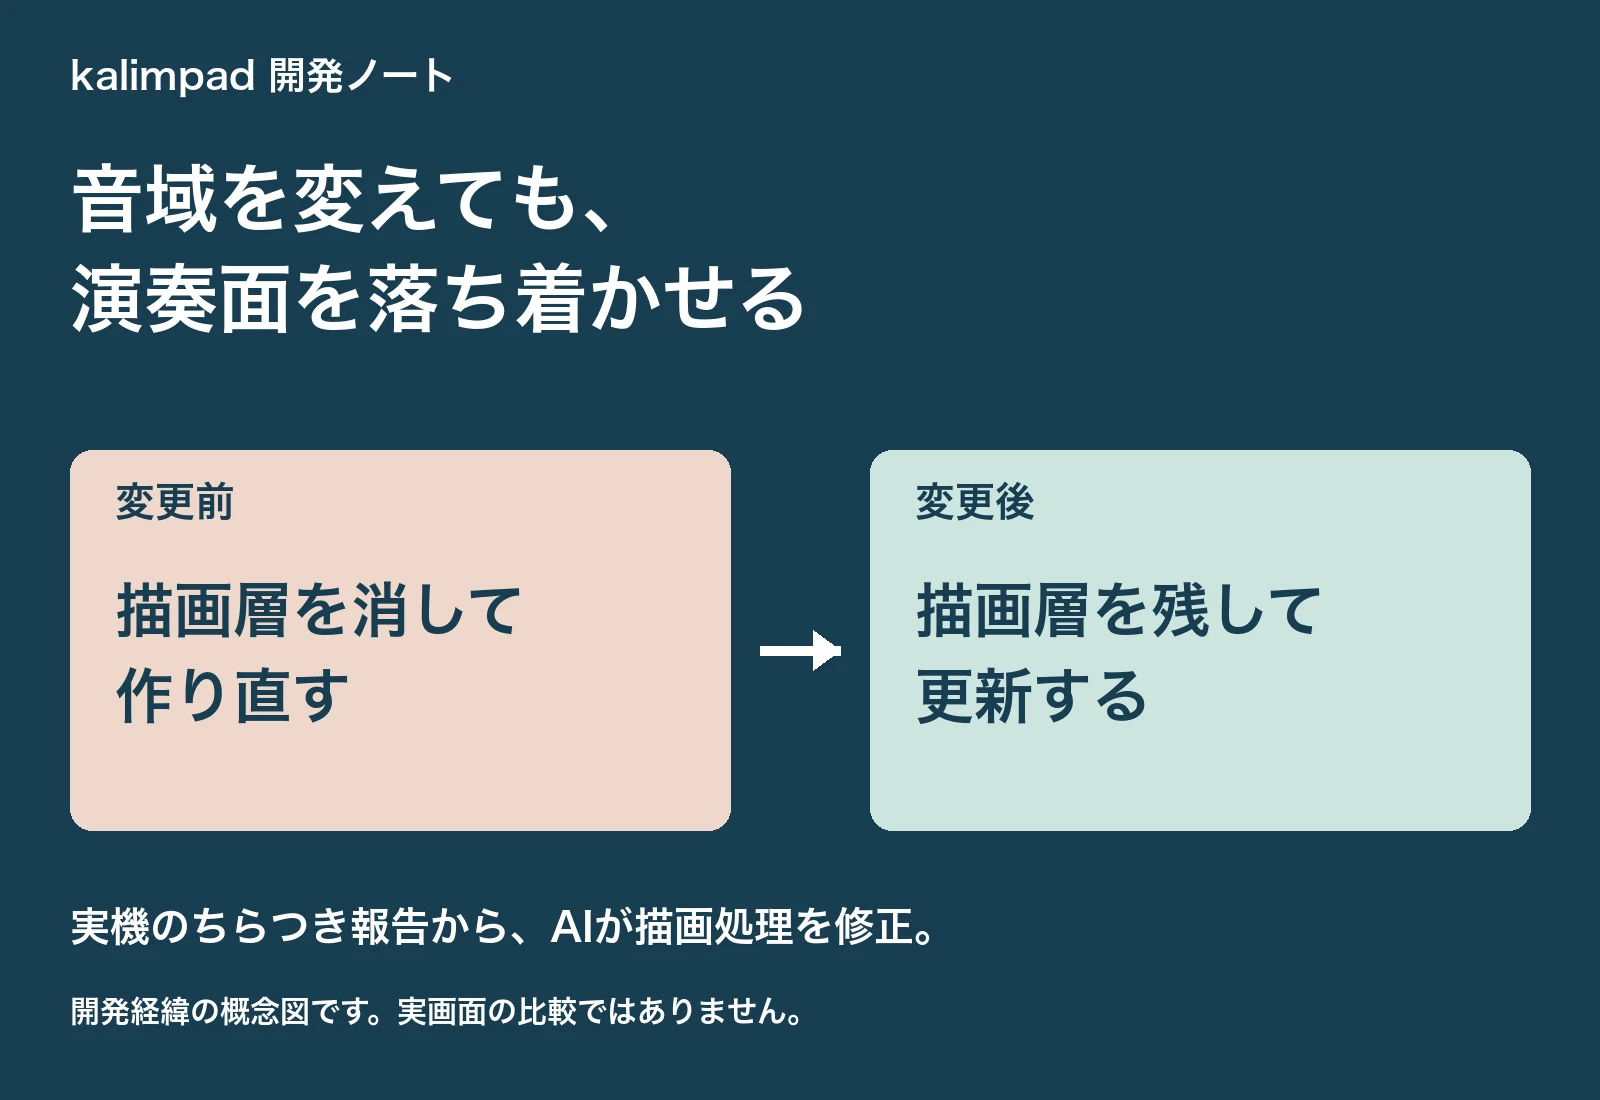 kalimpad 開発ノート
音域を変えても、
演奏面を落ち着かせる
変更前
描画層を消して
作り直す
変更後
描画層を残して
更新する
実機のちらつき報告から、AIが描画処理を修正。
開発経緯の概念図です。実画面の比較ではありません。